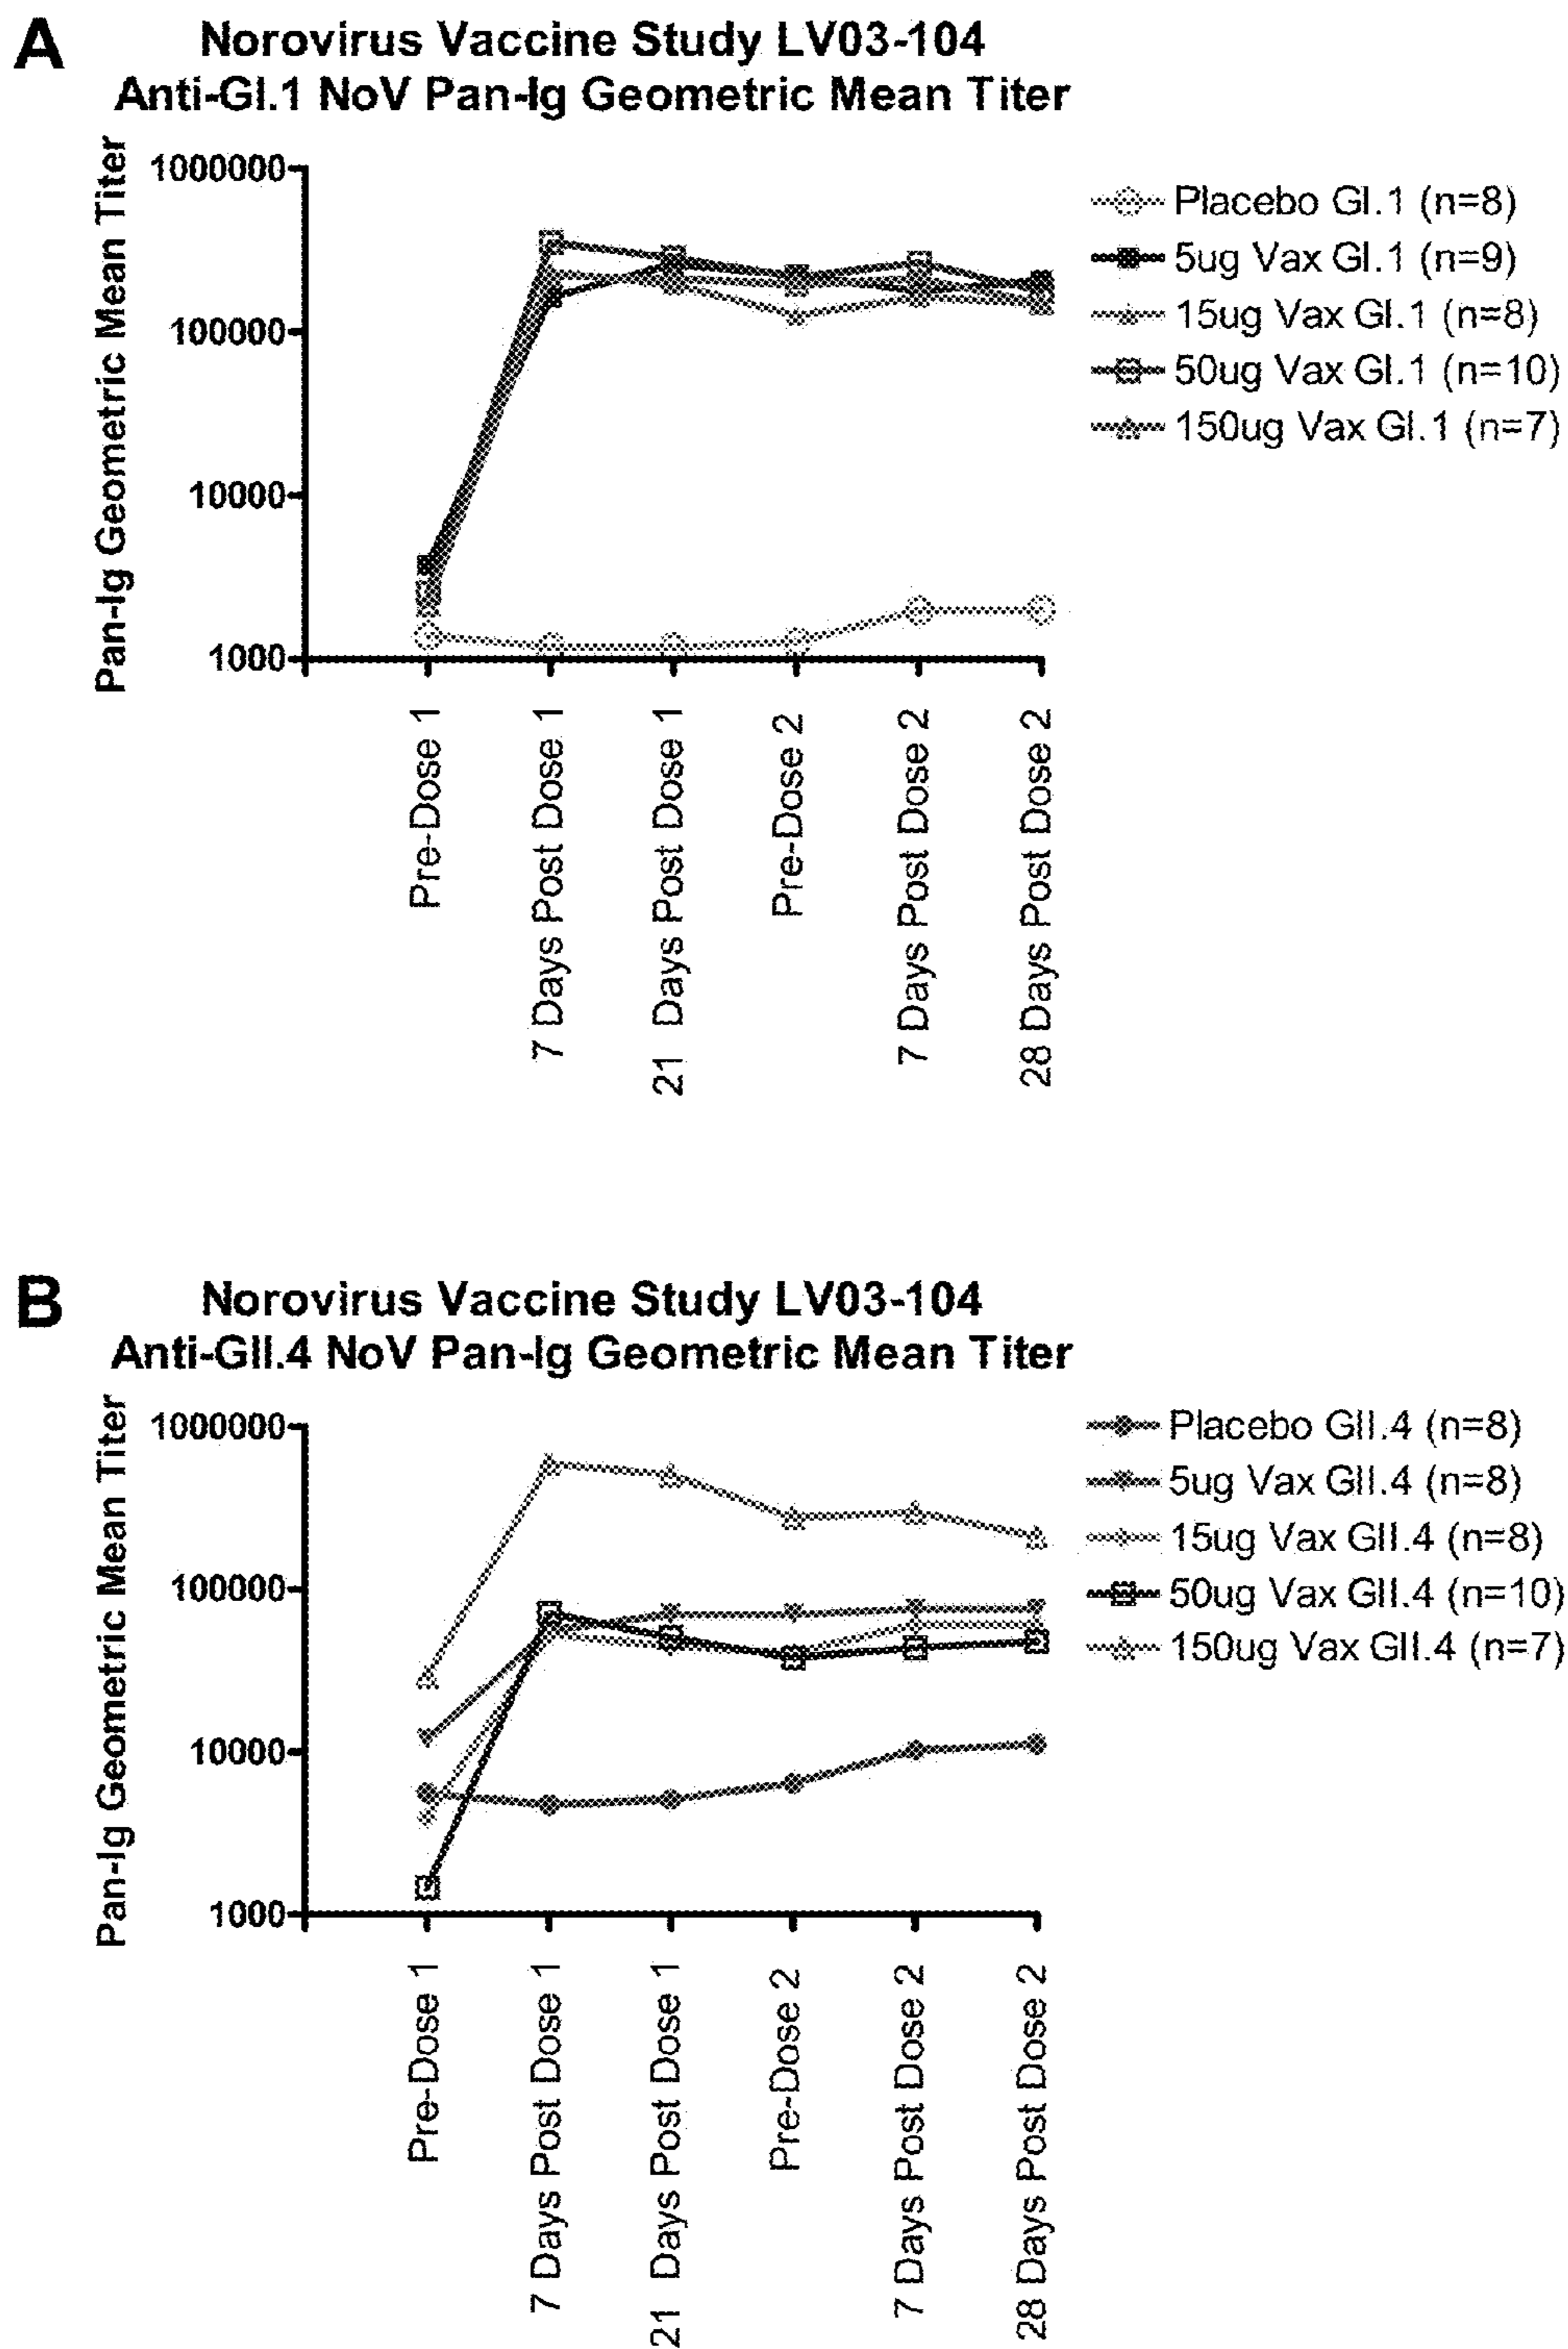 A
Norovirus Vaccine Study LV03-104
Anti-GI.1 NoV Pan-Ig Geometric Mean Titer
Pan-Ig Geometric Mean Titer
1000000
100000
10000
1000
Placebo GI.1 (n=8)
5ug Vax GI.1 (n=9)
15ug Vax GI.1 (n=8)
50ug Vax GI.1 (n=10)
150ug Vax GI.1 (n=7)
Pre-Dose 1
7 Days Post Dose 1
21 Days Post Dose 1
Pre-Dose 2
7 Days Post Dose 2
28 Days Post Dose 2
B
Norovirus Vaccine Study LV03-104
Anti-GII.4 NoV Pan-Ig Geometric Mean Titer
Pan-Ig Geometric Mean Titer
1000000
100000
10000
1000
Placebo GII.4 (n=8)
5ug Vax GII.4 (n=8)
15ug Vax GII.4 (n=8)
50ug Vax GII.4 (n=10)
150ug Vax GII.4 (n=7)
Pre-Dose 1
7 Days Post Dose 1
21 Days Post Dose 1
Pre-Dose 2
7 Days Post Dose 2
28 Days Post Dose 2